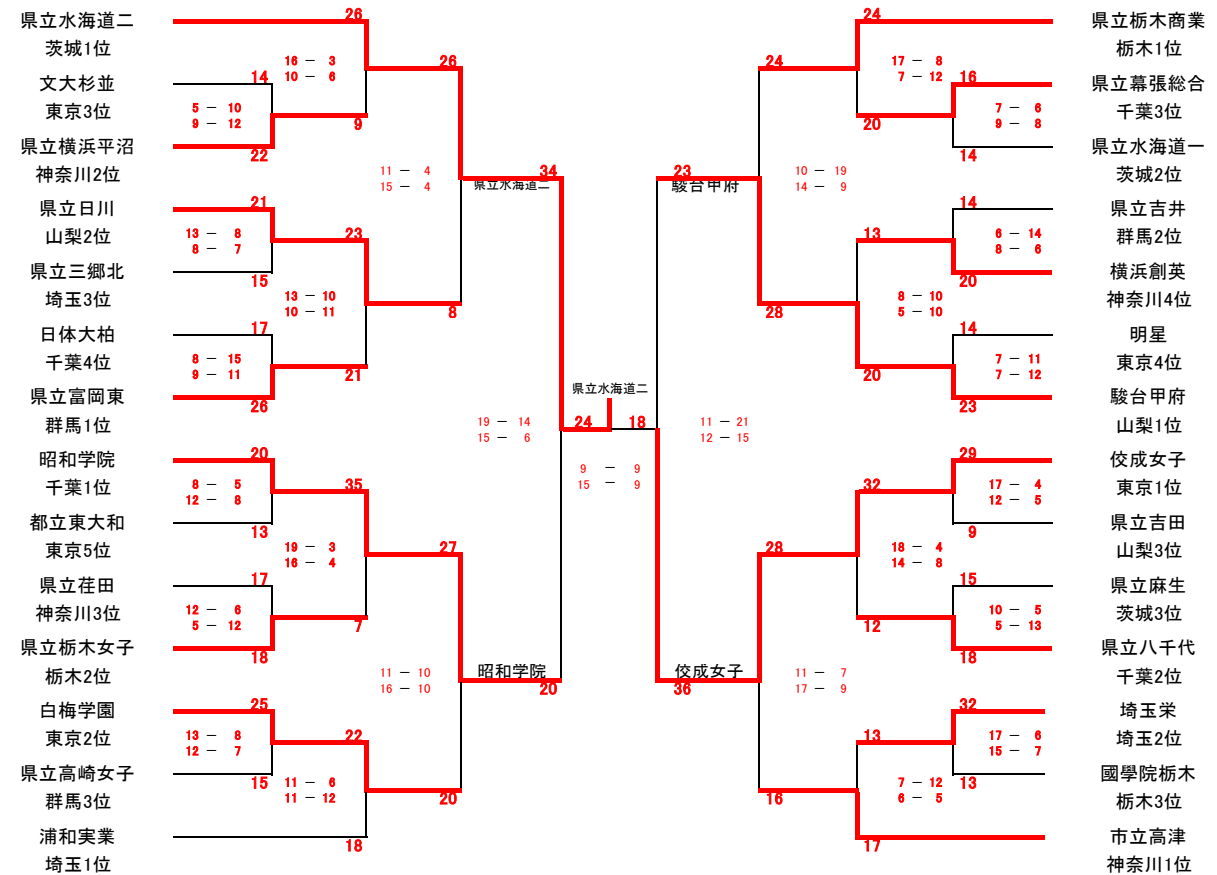 県立水海道二
茨城1位
文大杉並
東京3位
県立横浜平沼
神奈川2位
県立日川
山梨2位
県立三郷北
埼玉3位
日体大柏
千葉4位
県立富岡東
群馬1位
昭和学院
千葉1位
都立東大和
東京5位
県立荏田
神奈川3位
県立栃木女子
栃木2位
白梅学園
東京2位
県立高崎女子
群馬3位
浦和実業
埼玉1位
26
16 － 3
10 － 6
14
5 － 10
9 － 12
22
9
26
21
13 － 8
8 － 7
15
23
13 － 10
10 － 11
17
8 － 15
9 － 11
26
21
8
11 － 4
15 － 4
34
県立水海道二
20
8 － 5
12 － 8
13
35
19 － 3
16 － 4
17
12 － 6
5 － 12
18
7
27
11 － 10
16 － 10
25
13 － 8
12 － 7
15
22
11 － 6
11 － 12
18
20
昭和学院
20
19 － 14
15 － 6
県立水海道二
24
18
9 － 9
15 － 9
11 － 21
12 － 15
23
駿台甲府
10 － 19
14 － 9
24
24
17 － 8
7 － 12
16
7 － 6
9 － 8
14
20
14
6 － 14
8 － 6
20
13
8 － 10
5 － 10
28
14
7 － 11
7 － 12
23
20
佼成女子
36
28
11 － 7
17 － 9
32
18 － 4
14 － 8
29
17 － 4
12 － 5
9
15
10 － 5
5 － 13
18
12
32
17 － 6
15 － 7
13
13
7 － 12
6 － 5
16
17
県立栃木商業
栃木1位
県立幕張総合
千葉3位
県立水海道一
茨城2位
県立吉井
群馬2位
横浜創英
神奈川4位
明星
東京4位
駿台甲府
山梨1位
佼成女子
東京1位
県立吉田
山梨3位
県立麻生
茨城3位
県立八千代
千葉2位
埼玉栄
埼玉2位
國學院栃木
栃木3位
市立高津
神奈川1位